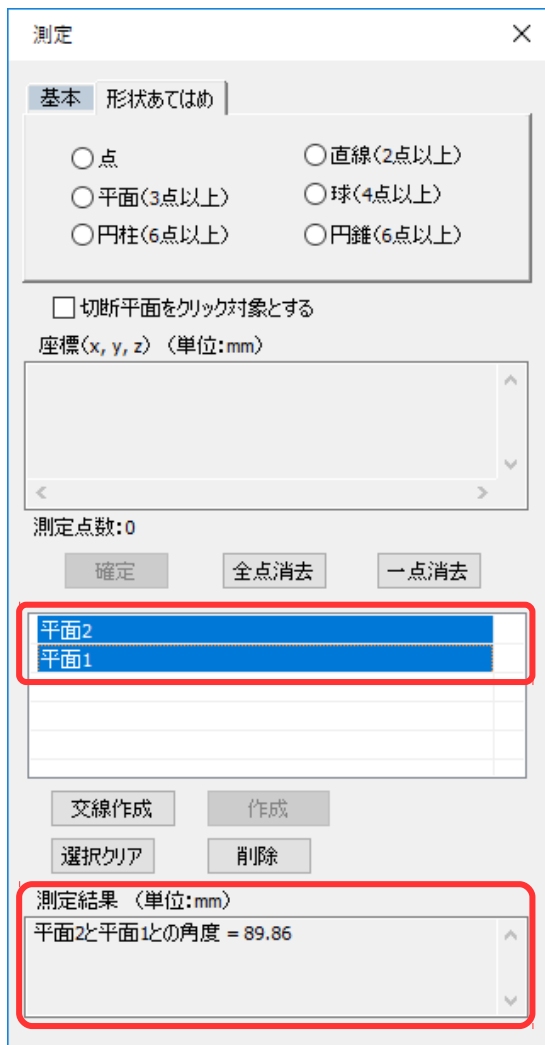 測定
基本 形状あてはめ
点 直線(2点以上)
平面(3点以上) 球(4点以上)
円柱(6点以上) 円錐(6点以上)
切断平面をクリック対象とする
座標(x, y, z) (単位:mm)
測定点数:0
確定 全点消去 一点消去
平面2
平面1
交線作成 作成
選択クリア 削除
測定結果 (単位:mm)
平面2と平面1との角度 = 89.86